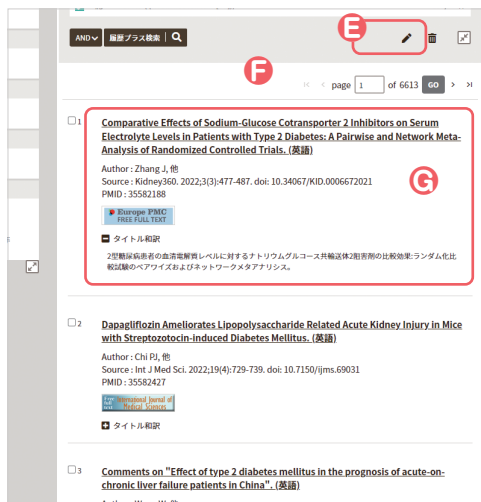 AND 履歴プラス検索
E
F
page 1 of 6613 GO
1 Comparative Effects of Sodium-Glucose Cotransporter 2 Inhibitors on Serum
Electrolyte Levels in Patients with Type 2 Diabetes: A Pairwise and Network Meta-
Analysis of Randomized Controlled Trials. (英語)
Author : Zhang J, 他
G
Source : Kidney360. 2022;3(3):477-487. doi: 10.34067/KID.0006672021
PMID : 35582188
Europe PMC
FREE FULL TEXT
タイトル和訳
2型糖尿病患者の血清電解質レベルに対するナトリウムグルコース共輸送体2阻害剤の比較効果:ランダム化比
較試験のペアワイズおよびネットワークメタアナリシス。
2 Dapagliflozin Ameliorates Lipopolysaccharide Related Acute Kidney Injury in Mice
with Streptozotocin-induced Diabetes Mellitus. (英語)
Author : Chi PJ, 他
Source : Int J Med Sci. 2022;19(4):729-739. doi: 10.7150/ijms.69031
PMID : 35582427
Free full text International Journal of
Medical Sciences
タイトル和訳
3 Comments on "Effect of type 2 diabetes mellitus in the prognosis of acute-on-
chronic liver failure patients in China". (英語)